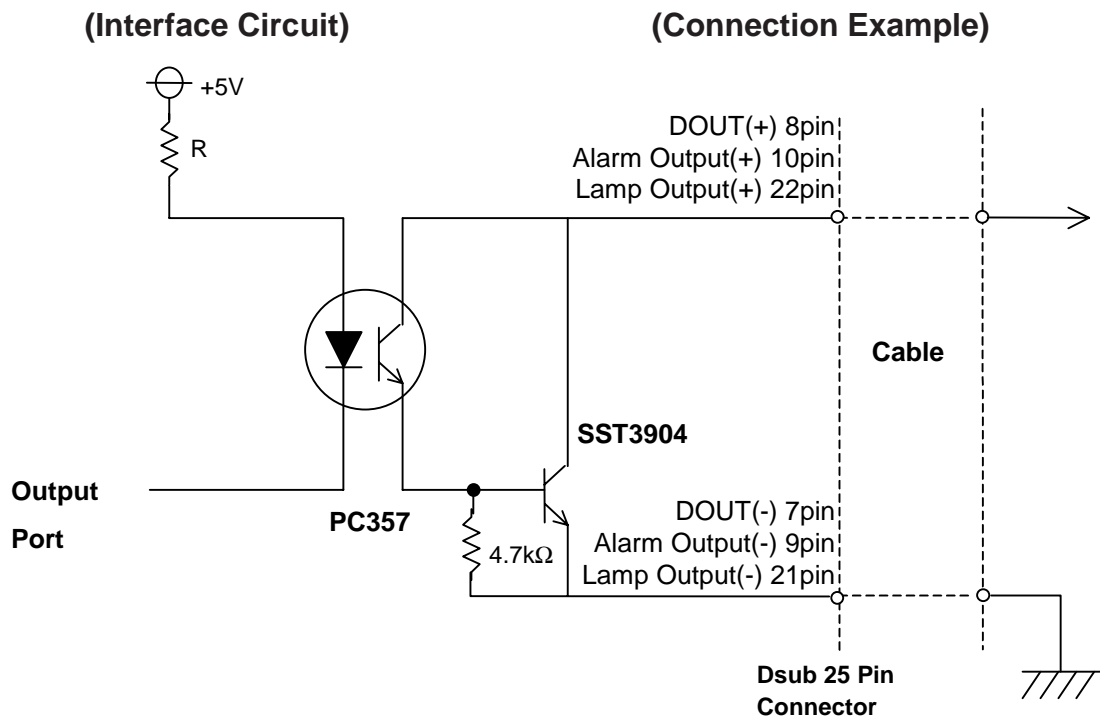 (Interface Circuit)
(Connection Example)
+5V
R
DOUT(+) 8pin
Alarm Output(+) 10pin
Lamp Output(+) 22pin
Cable
SST3904
Output
Port
PC357
4.7kΩ
DOUT(-) 7pin
Alarm Output(-) 9pin
Lamp Output(-) 21pin
Dsub 25 Pin
Connector